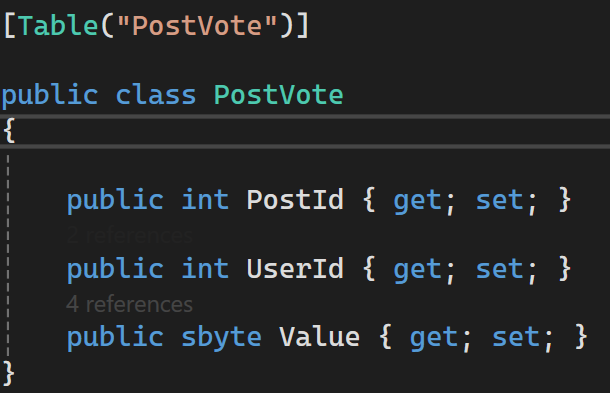 [Table("PostVote")]
public class PostVote
{
public int PostId { get; set; }
2 references
public int UserId { get; set; }
4 references
public sbyte Value { get; set; }
}